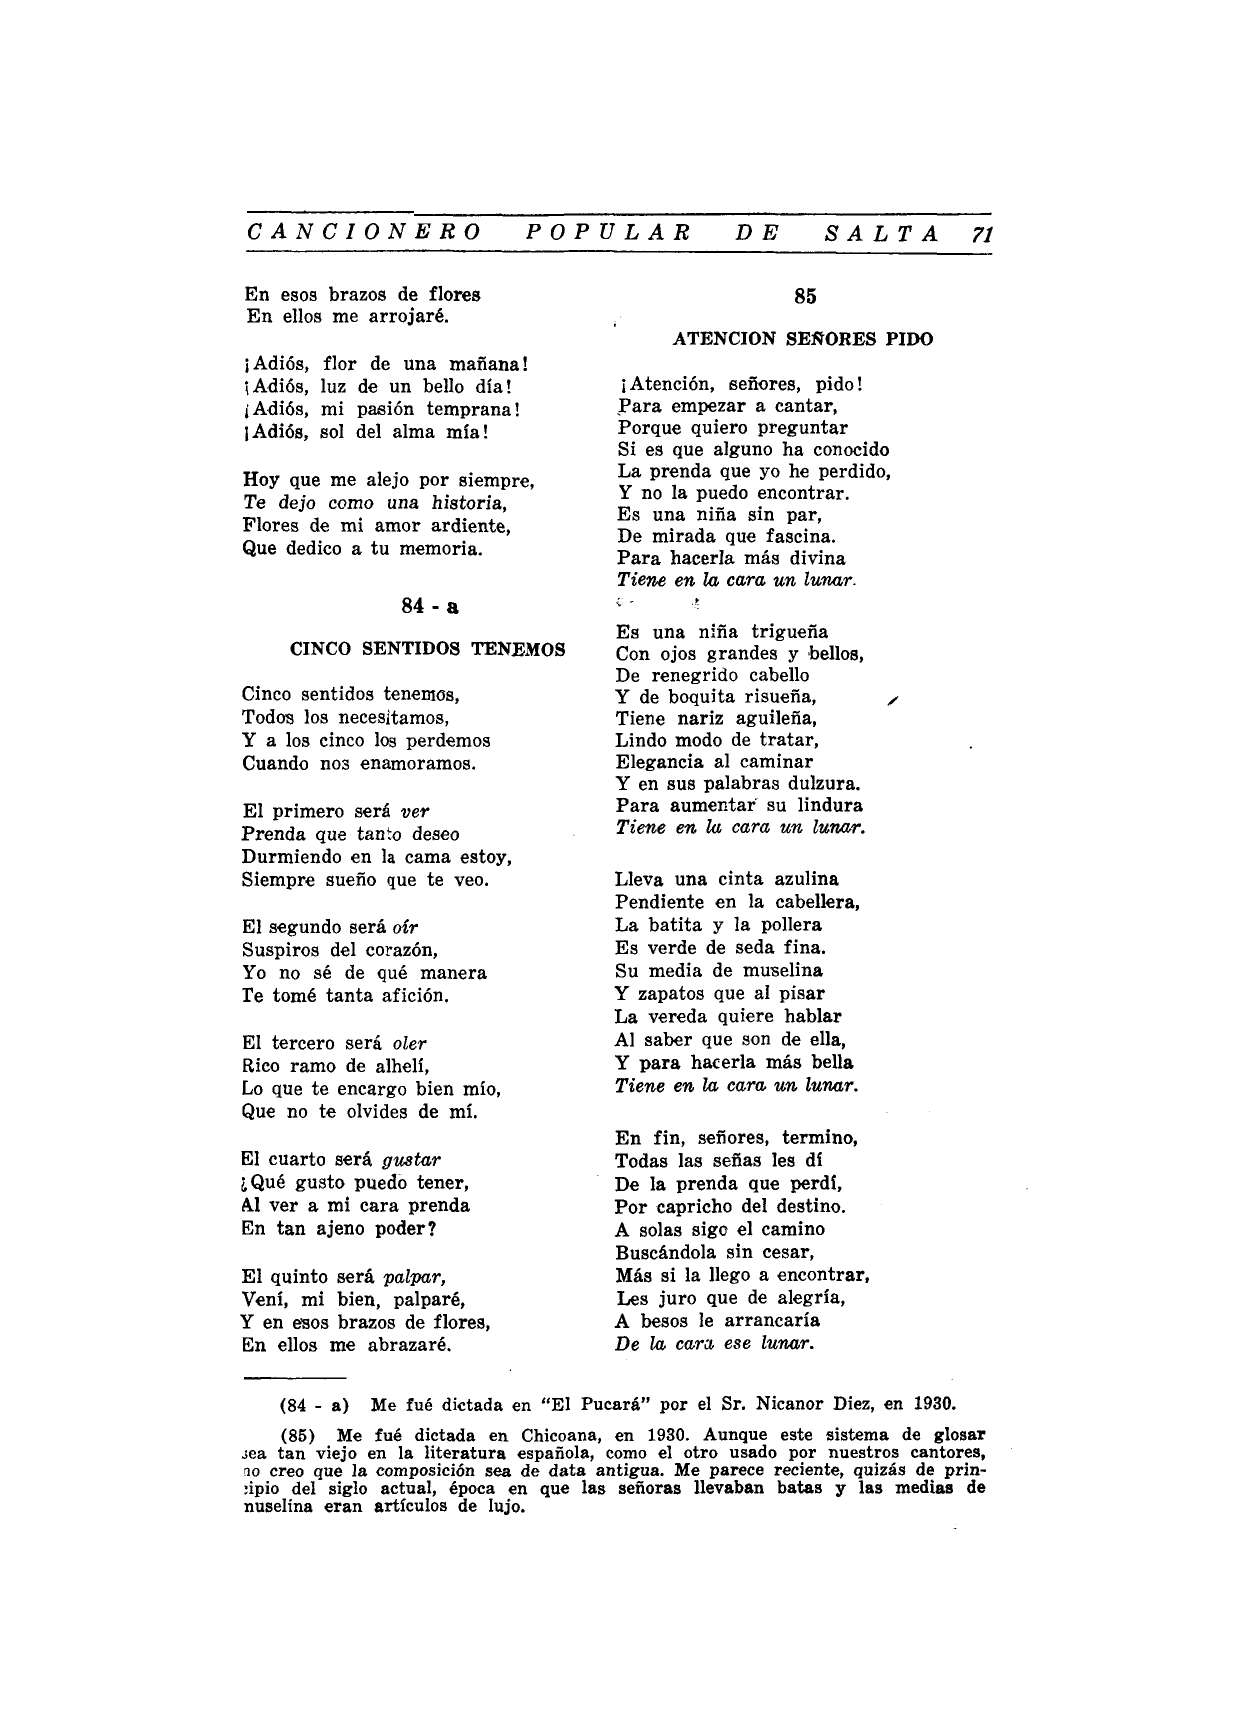 CANCIONERO POPULAR DE SALTA 71
En esos brazos de flores
En ellos me arrojaré.
¡Adiós, flor de una mañana!
¡Adiós, luz de un bello día!
¡Adiós, mi pasión temprana!
¡Adiós, sol del alma mía!
Hoy que me alejo por siempre,
Te dejo como una historia,
Flores de mi amor ardiente,
Que dedico a tu memoria.
84 - a
CINCO SENTIDOS TENEMOS
Cinco sentidos tenemos,
Todos los necesitamos,
Y a los cinco los perdemos
Cuando nos enamoramos.
El primero será ver
Prenda que tanto deseo
Durmiendo en la cama estoy,
Siempre sueño que te veo.
El segundo será oír
Suspiros del corazón,
Yo no sé de qué manera
Te tomé tanta afición.
El tercero será oler
Rico ramo de alhelí,
Lo que te encargo bien mío,
Que no te olvides de mí.
El cuarto será gustar
¿Qué gusto puedo tener,
Al ver a mi cara prenda
En tan ajeno poder?
El quinto será palpar,
Vení, mi bien, palparé,
Y en esos brazos de flores,
En ellos me abrazaré.
85
ATENCION SEÑORES PIDO
¡Atención, señores, pido!
Para empezar a cantar,
Porque quiero preguntar
Si es que alguno ha conocido
La prenda que yo he perdido,
Y no la puedo encontrar.
Es una niña sin par,
De mirada que fascina.
Para hacerla más divina
Tiene en la cara un lunar.
Es una niña trigueña
Con ojos grandes y bellos,
De renegrido cabello
Y de boquita risueña,
Tiene nariz aguileña,
Lindo modo de tratar,
Elegancia al caminar
Y en sus palabras dulzura.
Para aumentar su lindura
Tiene en la cara un lunar.
Lleva una cinta azulina
Pendiente en la cabellera,
La batita y la pollera
Es verde de seda fina.
Su media de muselina
Y zapatos que al pisar
La vereda quiere hablar
Al saber que son de ella,
Y para hacerla más bella
Tiene en la cara un lunar.
En fin, señores, termino,
Todas las señas les dí
De la prenda que perdí,
Por capricho del destino.
A solas sigo el camino
Buscándola sin cesar,
Más si la llego a encontrar,
Les juro que de alegría,
A besos le arrancaría
De la cara ese lunar.
(84 - a) Me fué dictada en "El Pucará" por el Sr. Nicanor Diez, en 1930.
(85) Me fué dictada en Chicoana, en 1930. Aunque este sistema de glosar
sea tan viejo en la literatura española, como el otro usado por nuestros cantores,
no creo que la composición sea de data antigua. Me parece reciente, quizás de prin-
cipio del siglo actual, época en que las señoras llevaban batas y las medias de
muselina eran artículos de lujo.